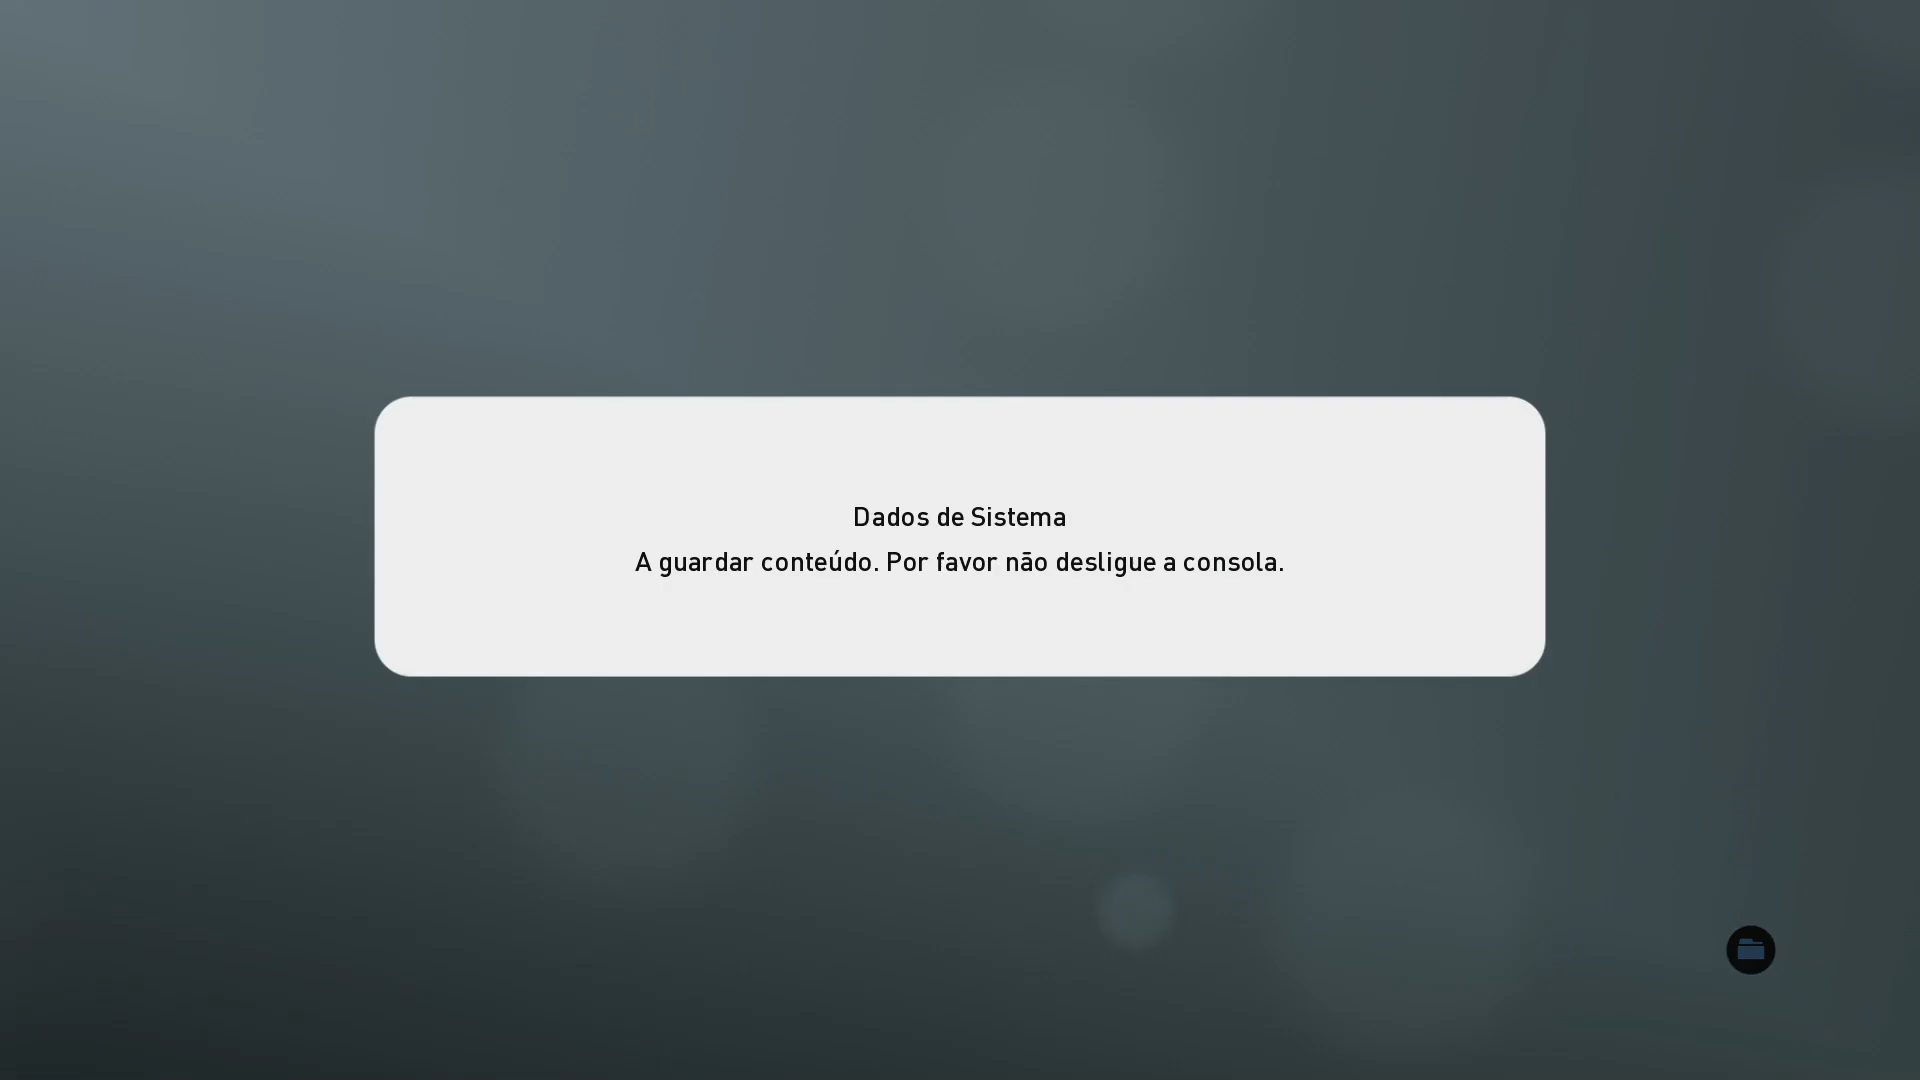 Dados de Sistema
A guardar conteúdo. Por favor não desligue a consola.